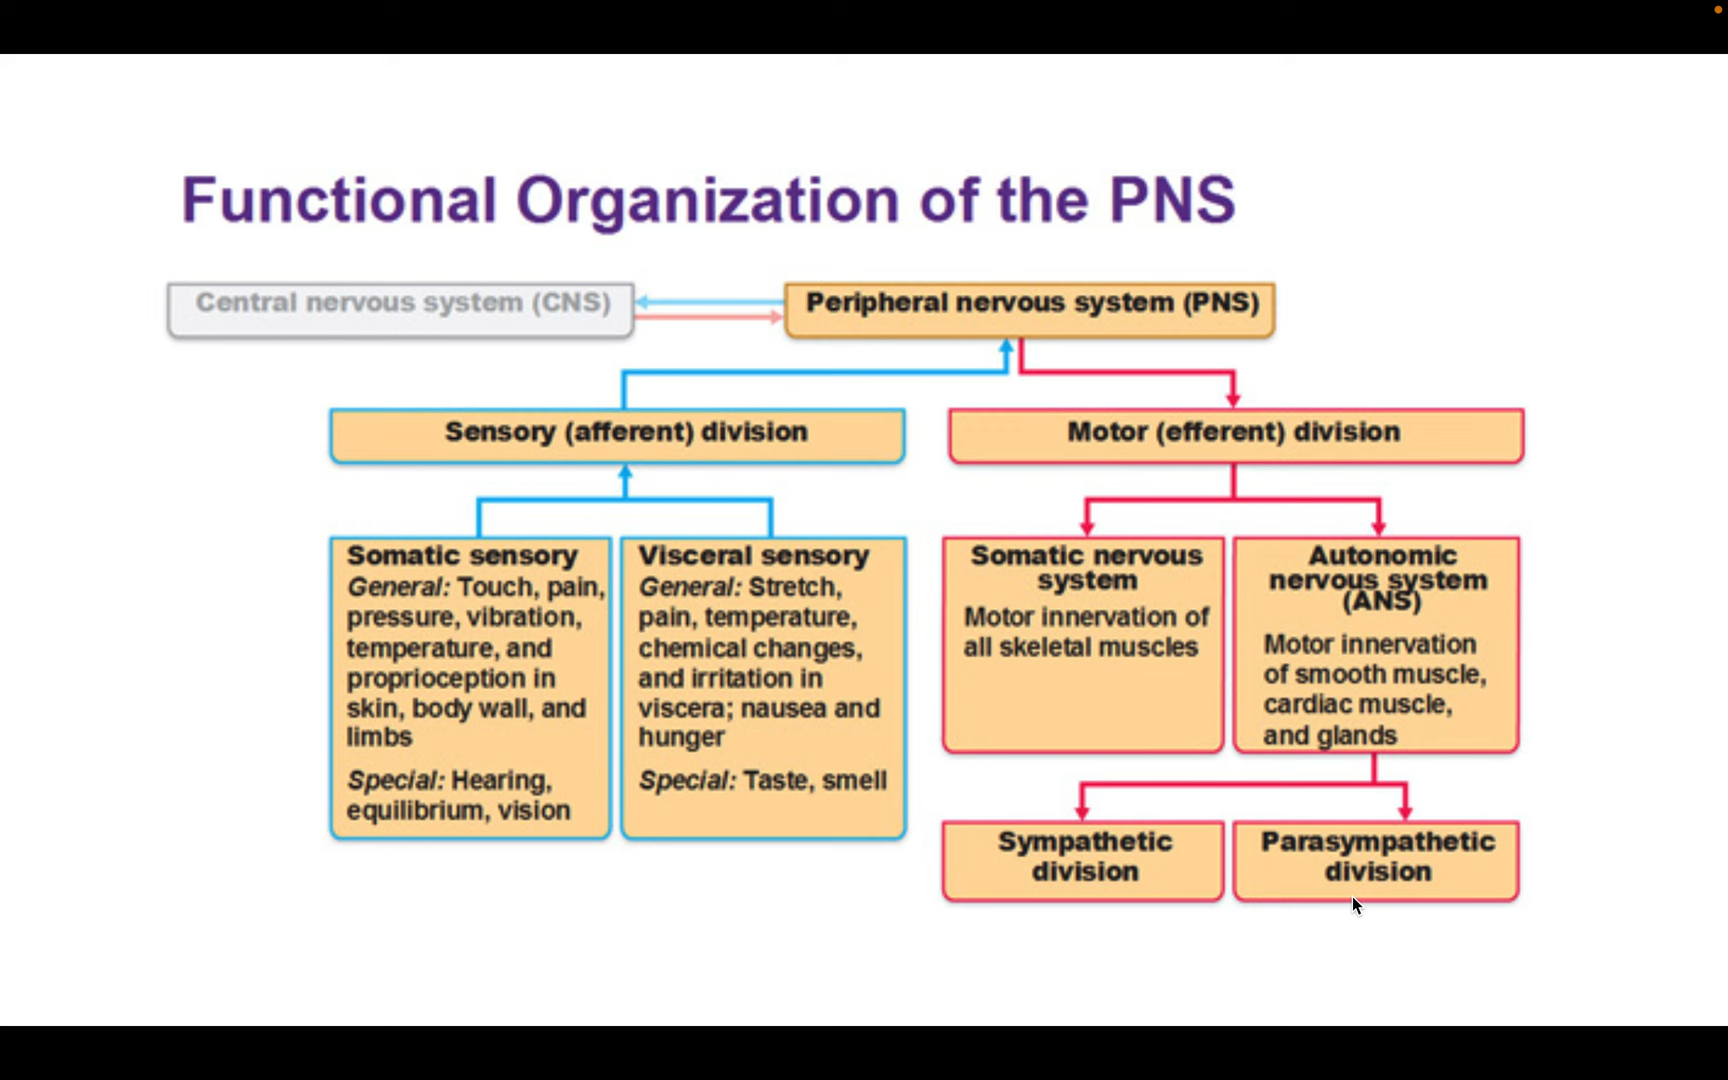 Functional Organization of the PNS
Central nervous system (CNS)
Peripheral nervous system (PNS)
Sensory (afferent) division
Motor (efferent) division
Somatic sensory
General: Touch, pain,
pressure, vibration,
temperature, and
proprioception in
skin, body wall, and
limbs
Special: Hearing,
equilibrium, vision
Visceral sensory
General: Stretch,
pain, temperature,
chemical changes,
and irritation in
viscera; nausea and
hunger
Special: Taste, smell
Somatic nervous
system
Motor innervation of
all skeletal muscles
Autonomic
nervous system
(ANS)
Motor innervation
of smooth muscle,
cardiac muscle,
and glands
Sympathetic
division
Parasympathetic
division